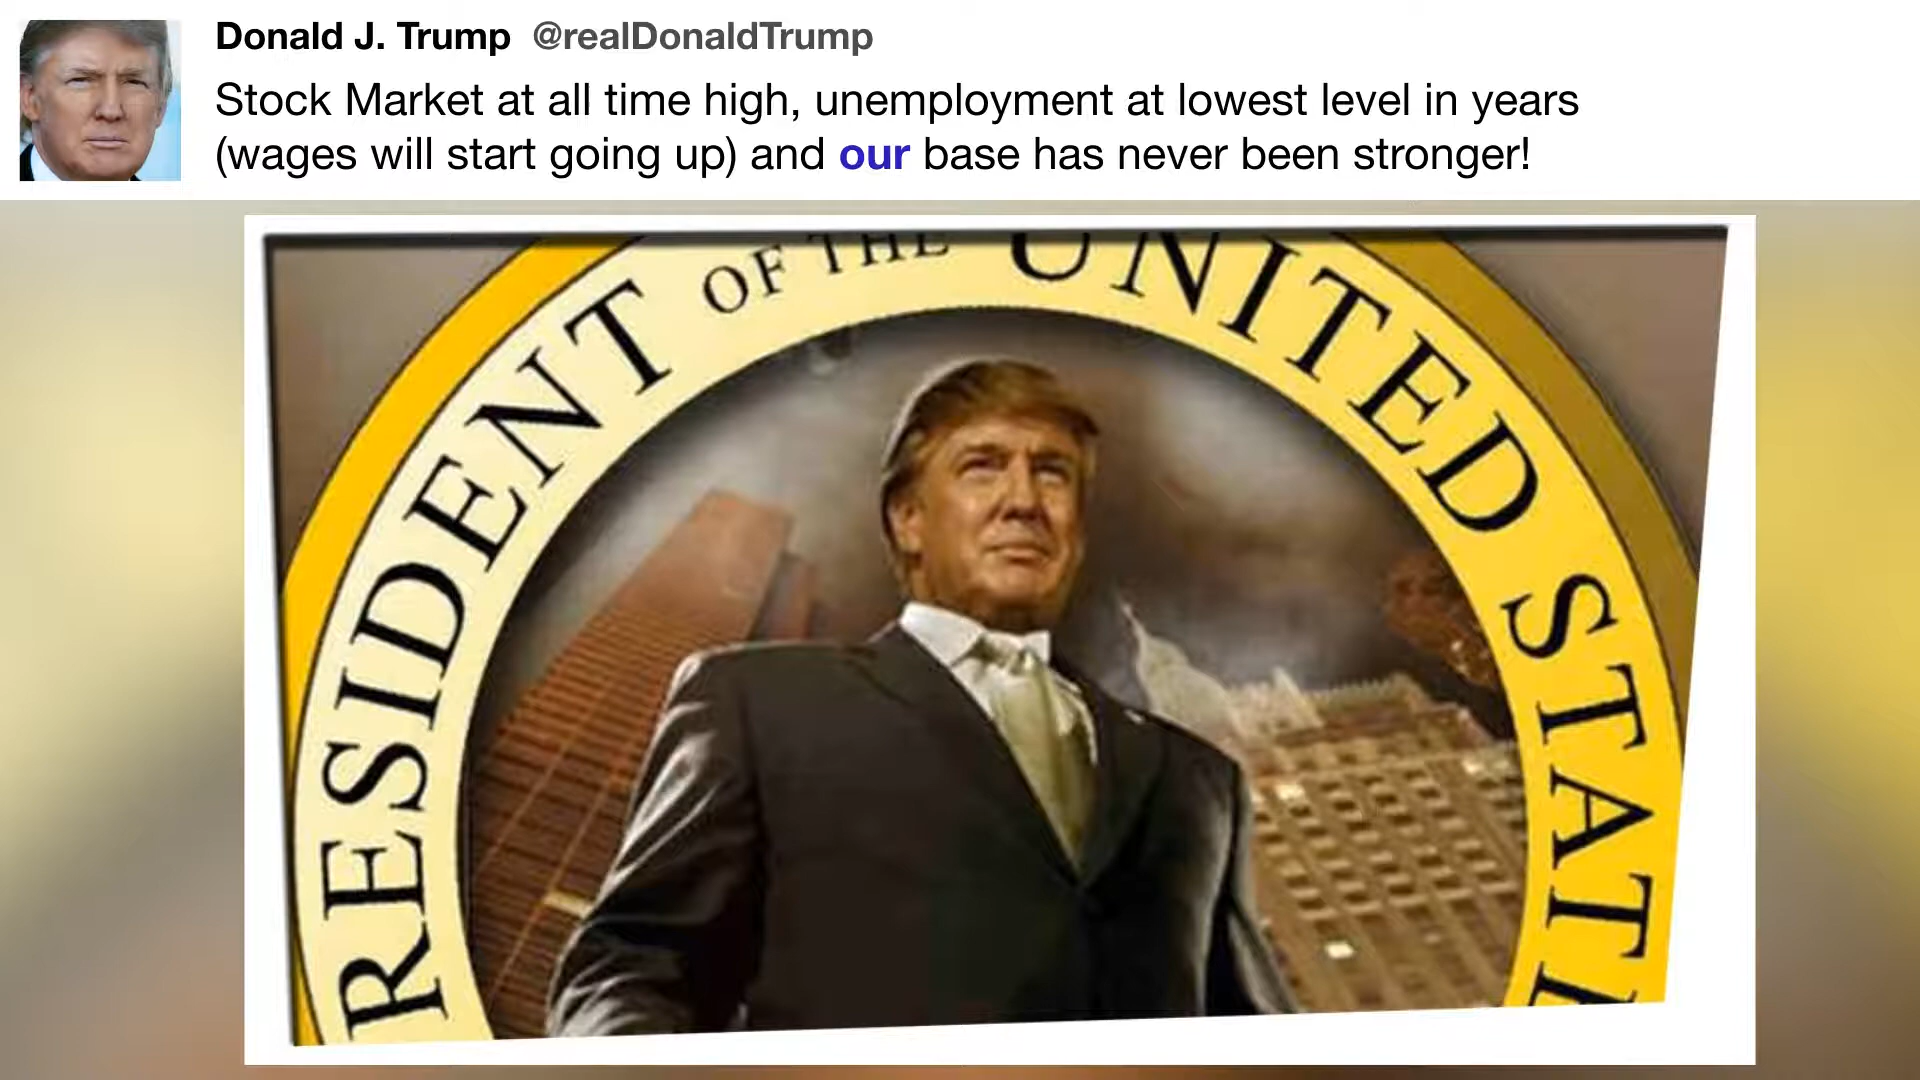 Donald J. Trump @realDonaldTrump
Stock Market at all time high, unemployment at lowest level in years
(wages will start going up) and our base has never been stronger!
RESIDENT OF THE UNITED STATE